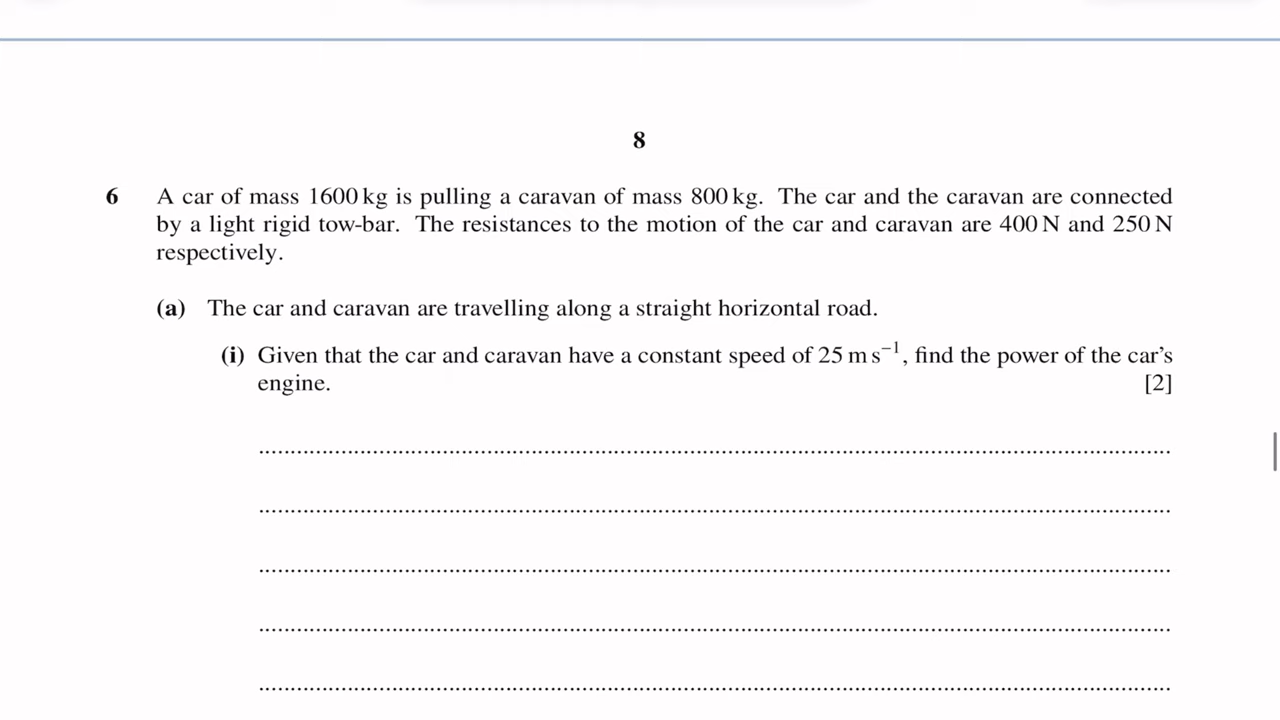 8
6 A car of mass 1600 kg is pulling a caravan of mass 800 kg. The car and the caravan are connected
by a light rigid tow-bar. The resistances to the motion of the car and caravan are 400 N and 250 N
respectively.
(a) The car and caravan are travelling along a straight horizontal road.
(i) Given that the car and caravan have a constant speed of 25 m s⁻¹, find the power of the car's
engine. [2]